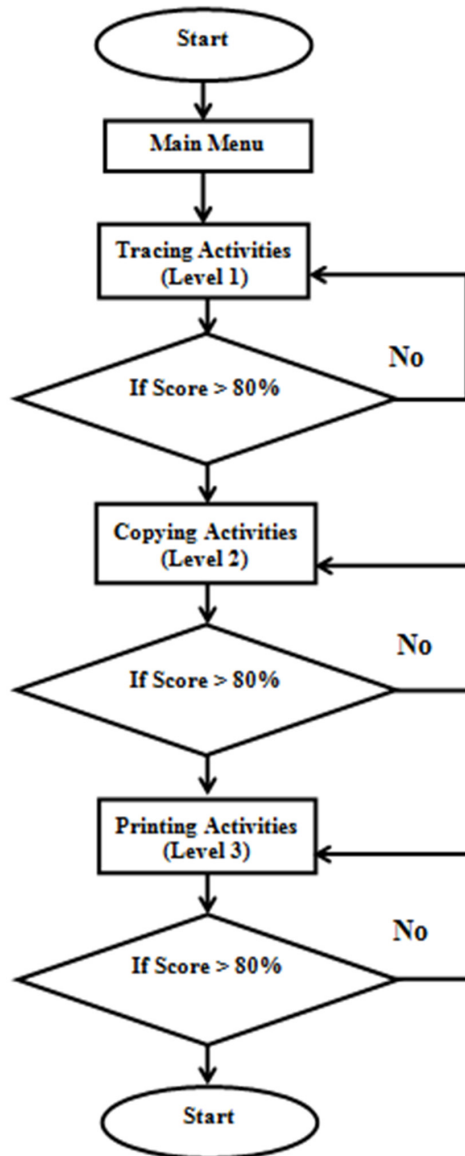 Start
Main Menu
Tracing Activities
(Level 1)
No
If Score > 80%
Copying Activities
(Level 2)
No
If Score > 80%
Printing Activities
(Level 3)
No
If Score > 80%
Start